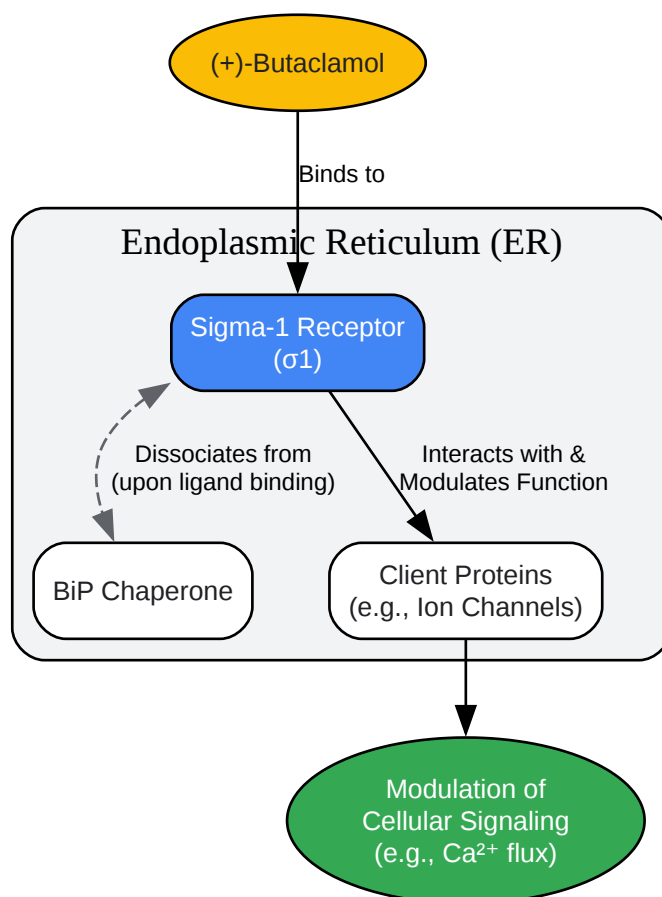 (+)-Butaclamol
Binds to
Endoplasmic Reticulum (ER)
Sigma-1 Receptor
(σ1)
Dissociates from
(upon ligand binding)
Interacts with &
Modulates Function
BiP Chaperone
Client Proteins
(e.g., Ion Channels)
Modulation of
Cellular Signaling
(e.g., Ca²⁺ flux)